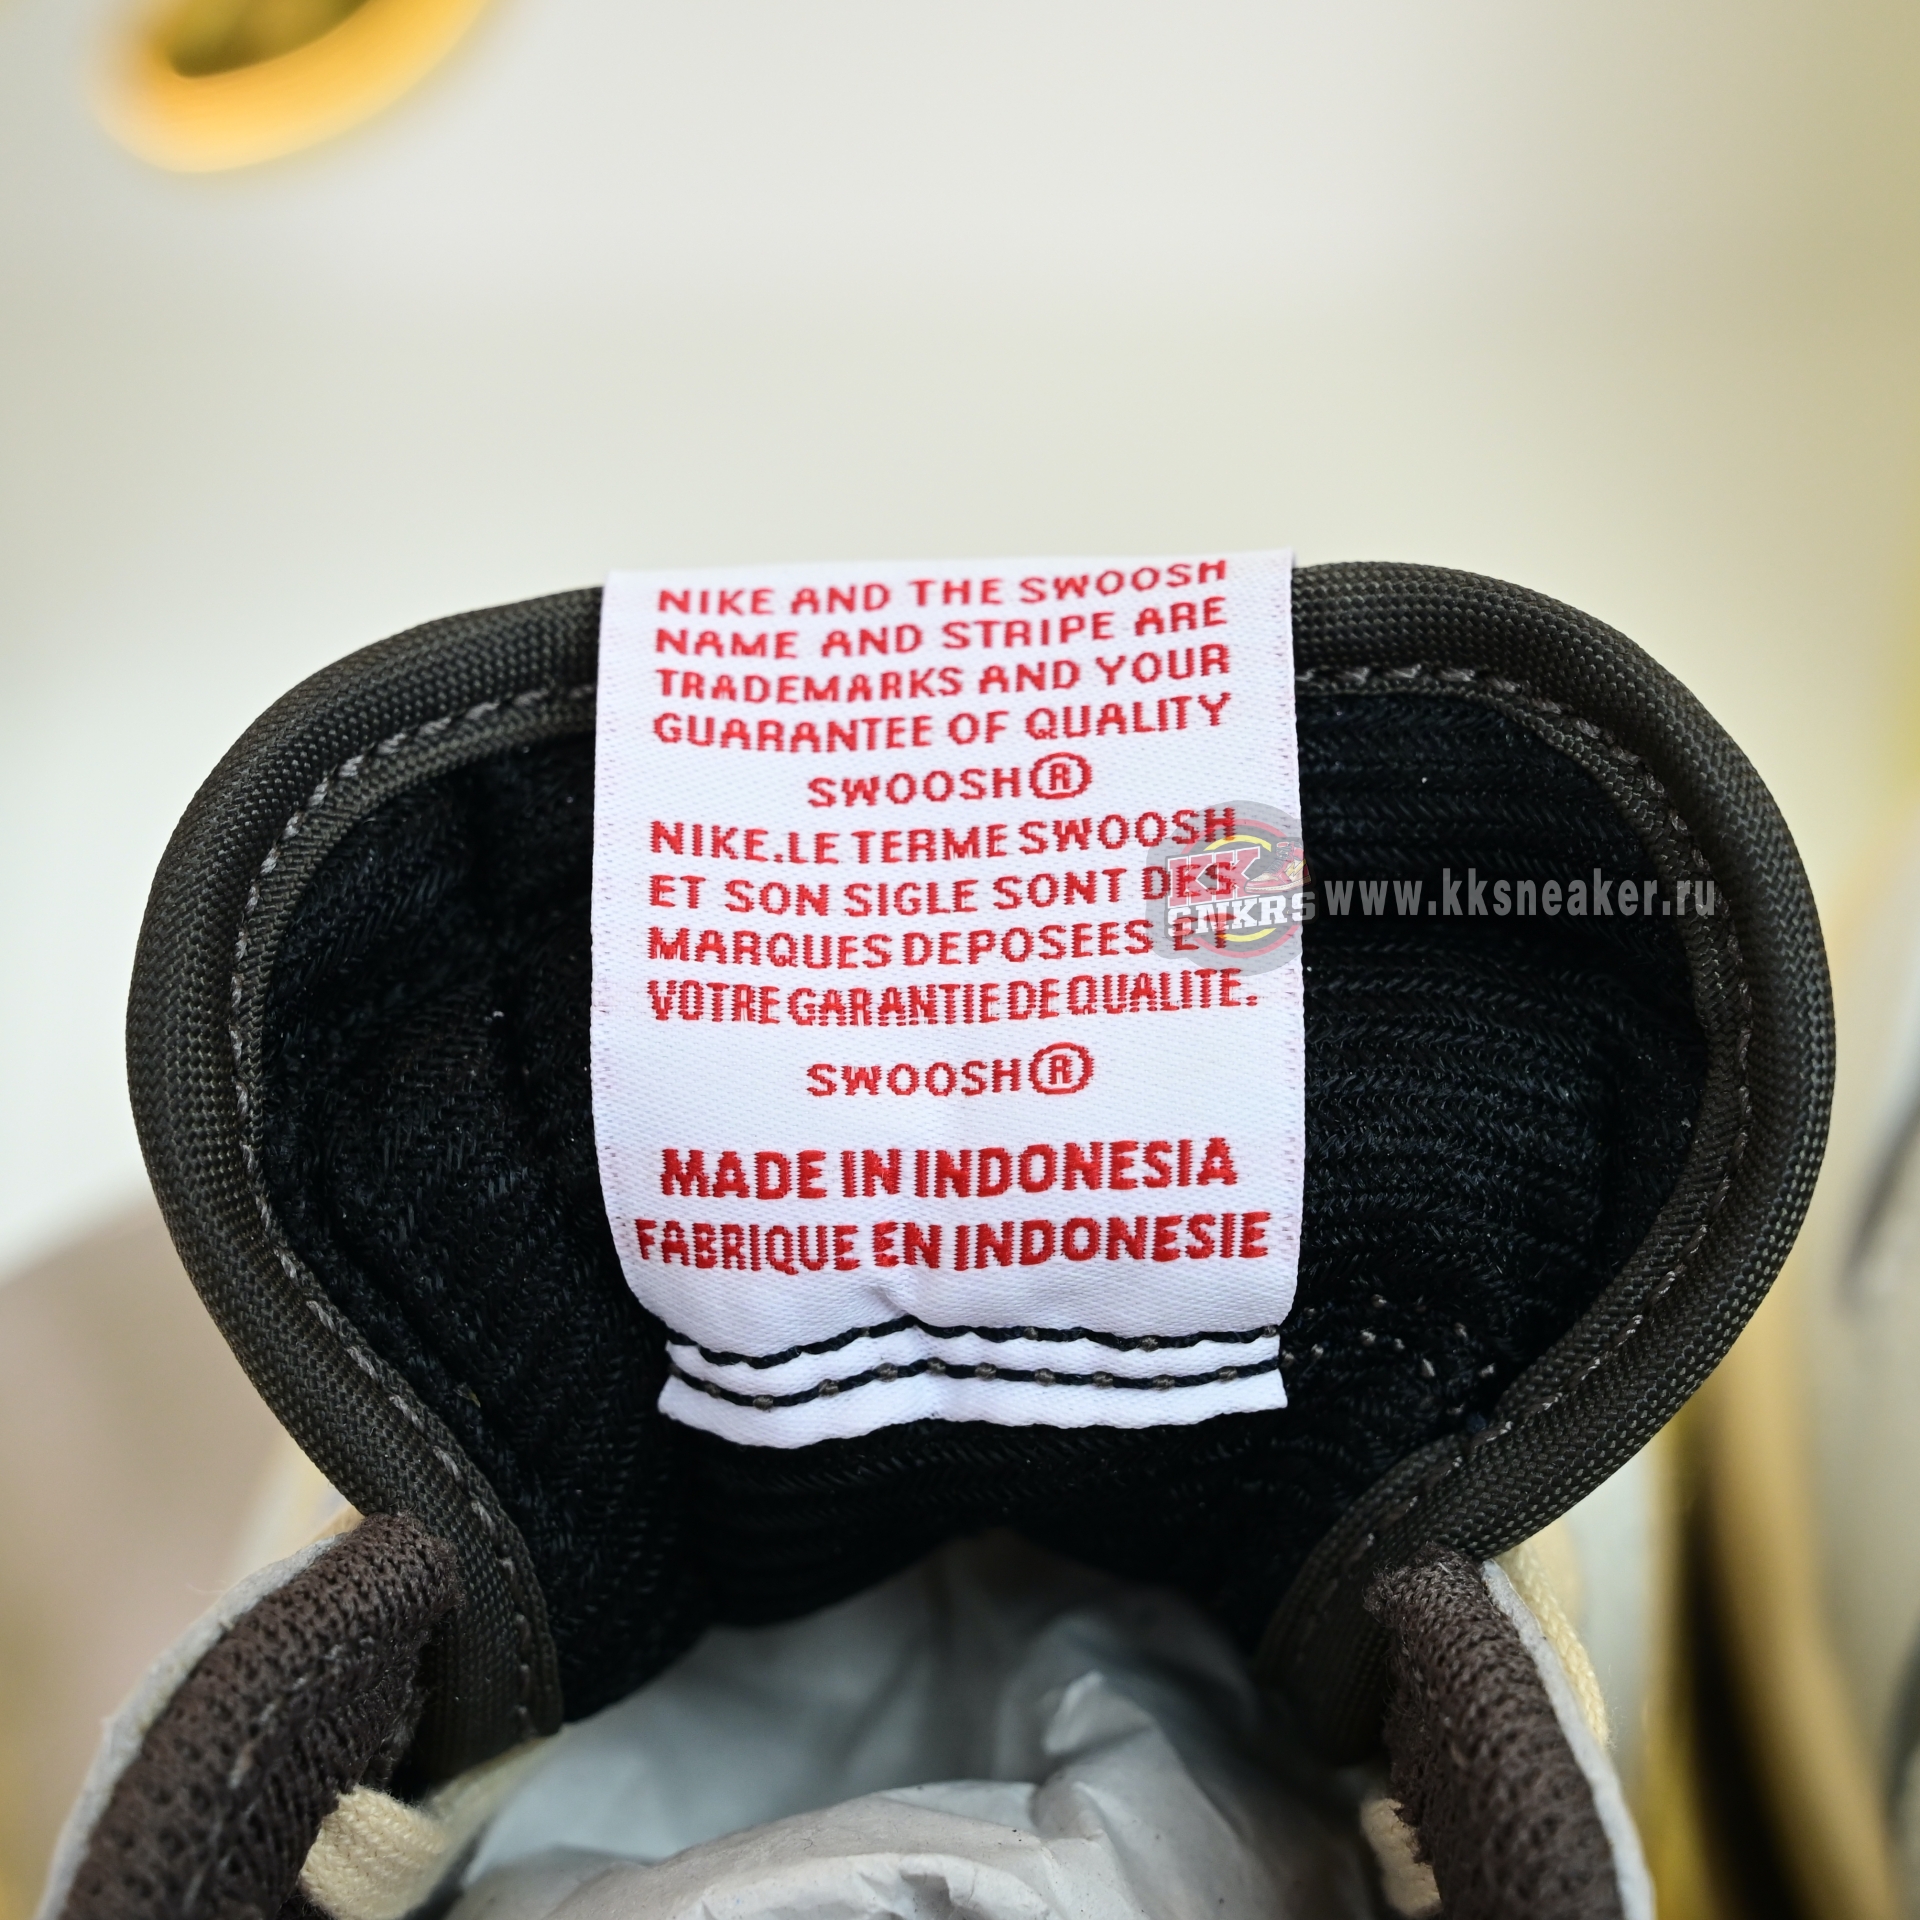 NIKE AND THE SWOOSH
NAME AND STRIPE ARE
TRADEMARKS AND YOUR
GUARANTEE OF QUALITY
SWOOSH®
NIKE.LE TERME SWOOSH
ET SON SIGLE SONT DES
MARQUES DEPOSEES ET
VOTRE GARANTIE DE QUALITE.
SWOOSH®
MADE IN INDONESIA
FABRIQUE EN INDONESIE
KK
SNKRS
www.kksneaker.ru